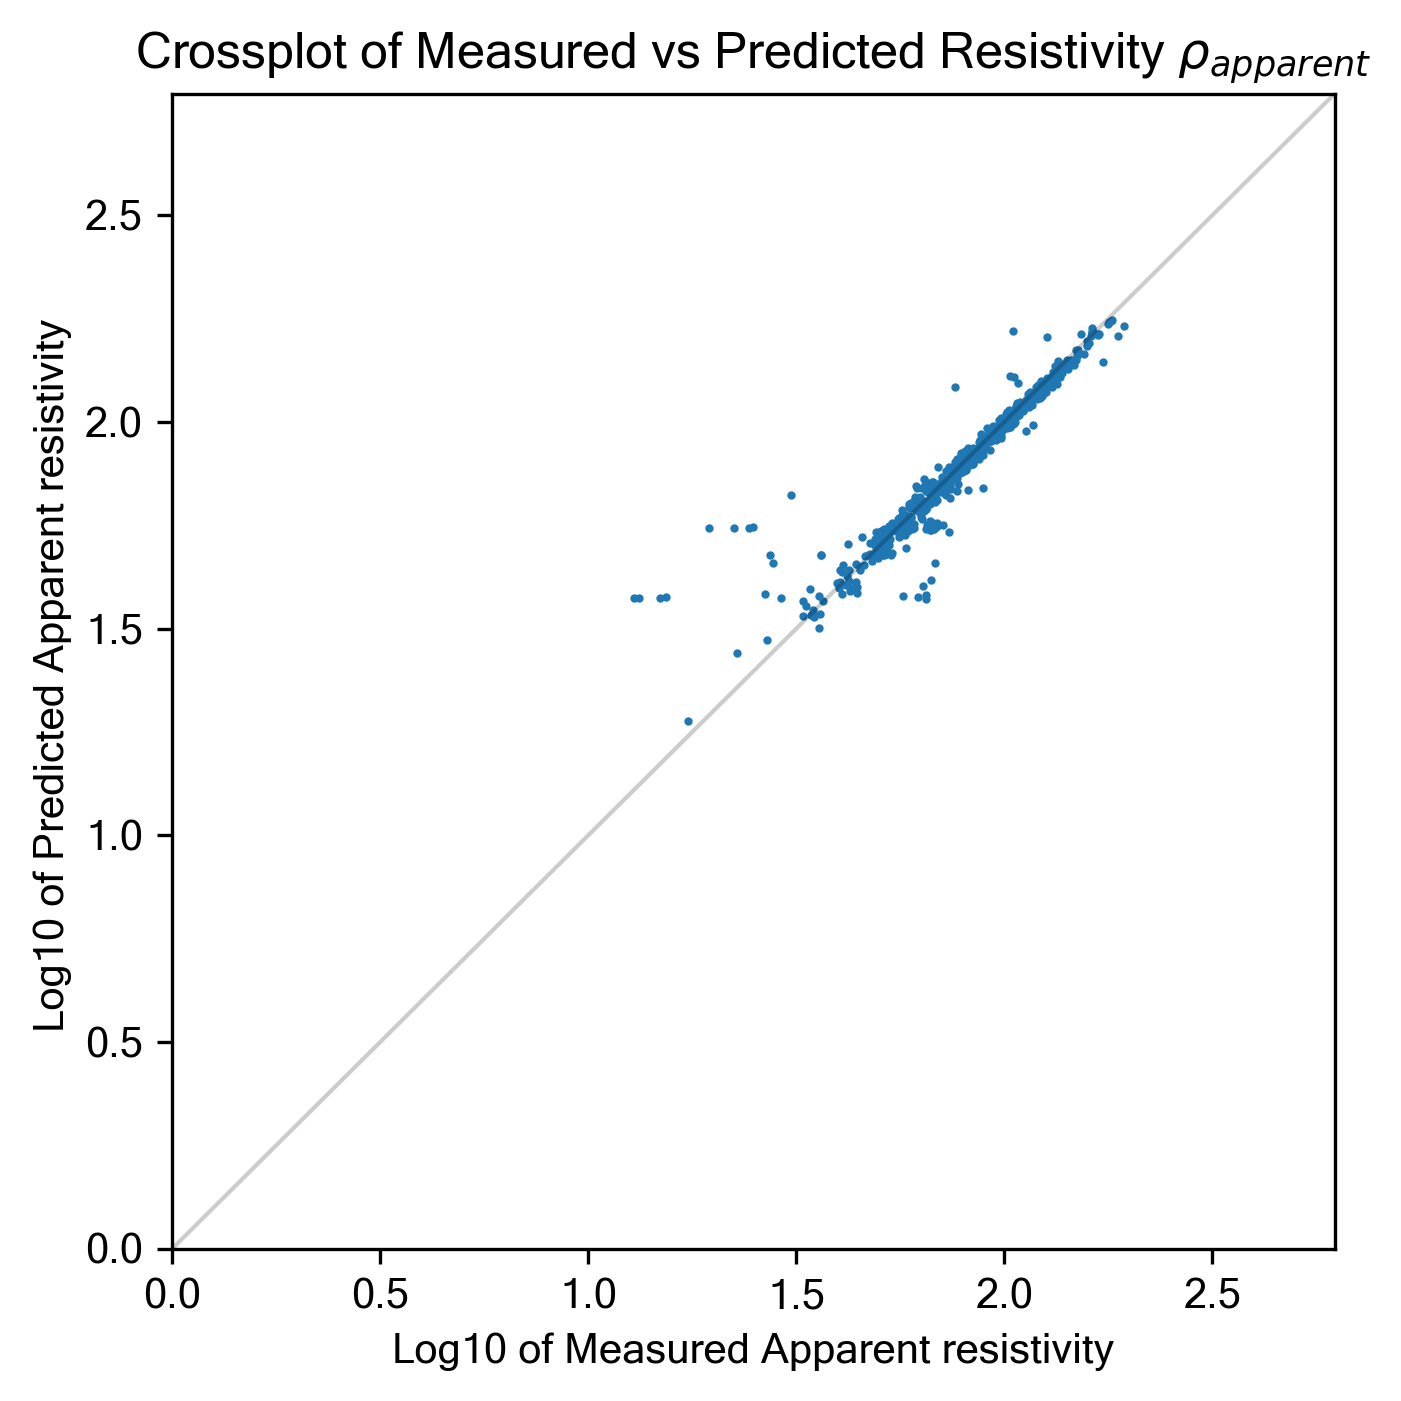 Crossplot of Measured vs Predicted Resistivity ρapparent
2.5
2.0
1.5
1.0
0.5
0.0
Log10 of Predicted Apparent resistivity
0.0 0.5 1.0 1.5 2.0 2.5
Log10 of Measured Apparent resistivity